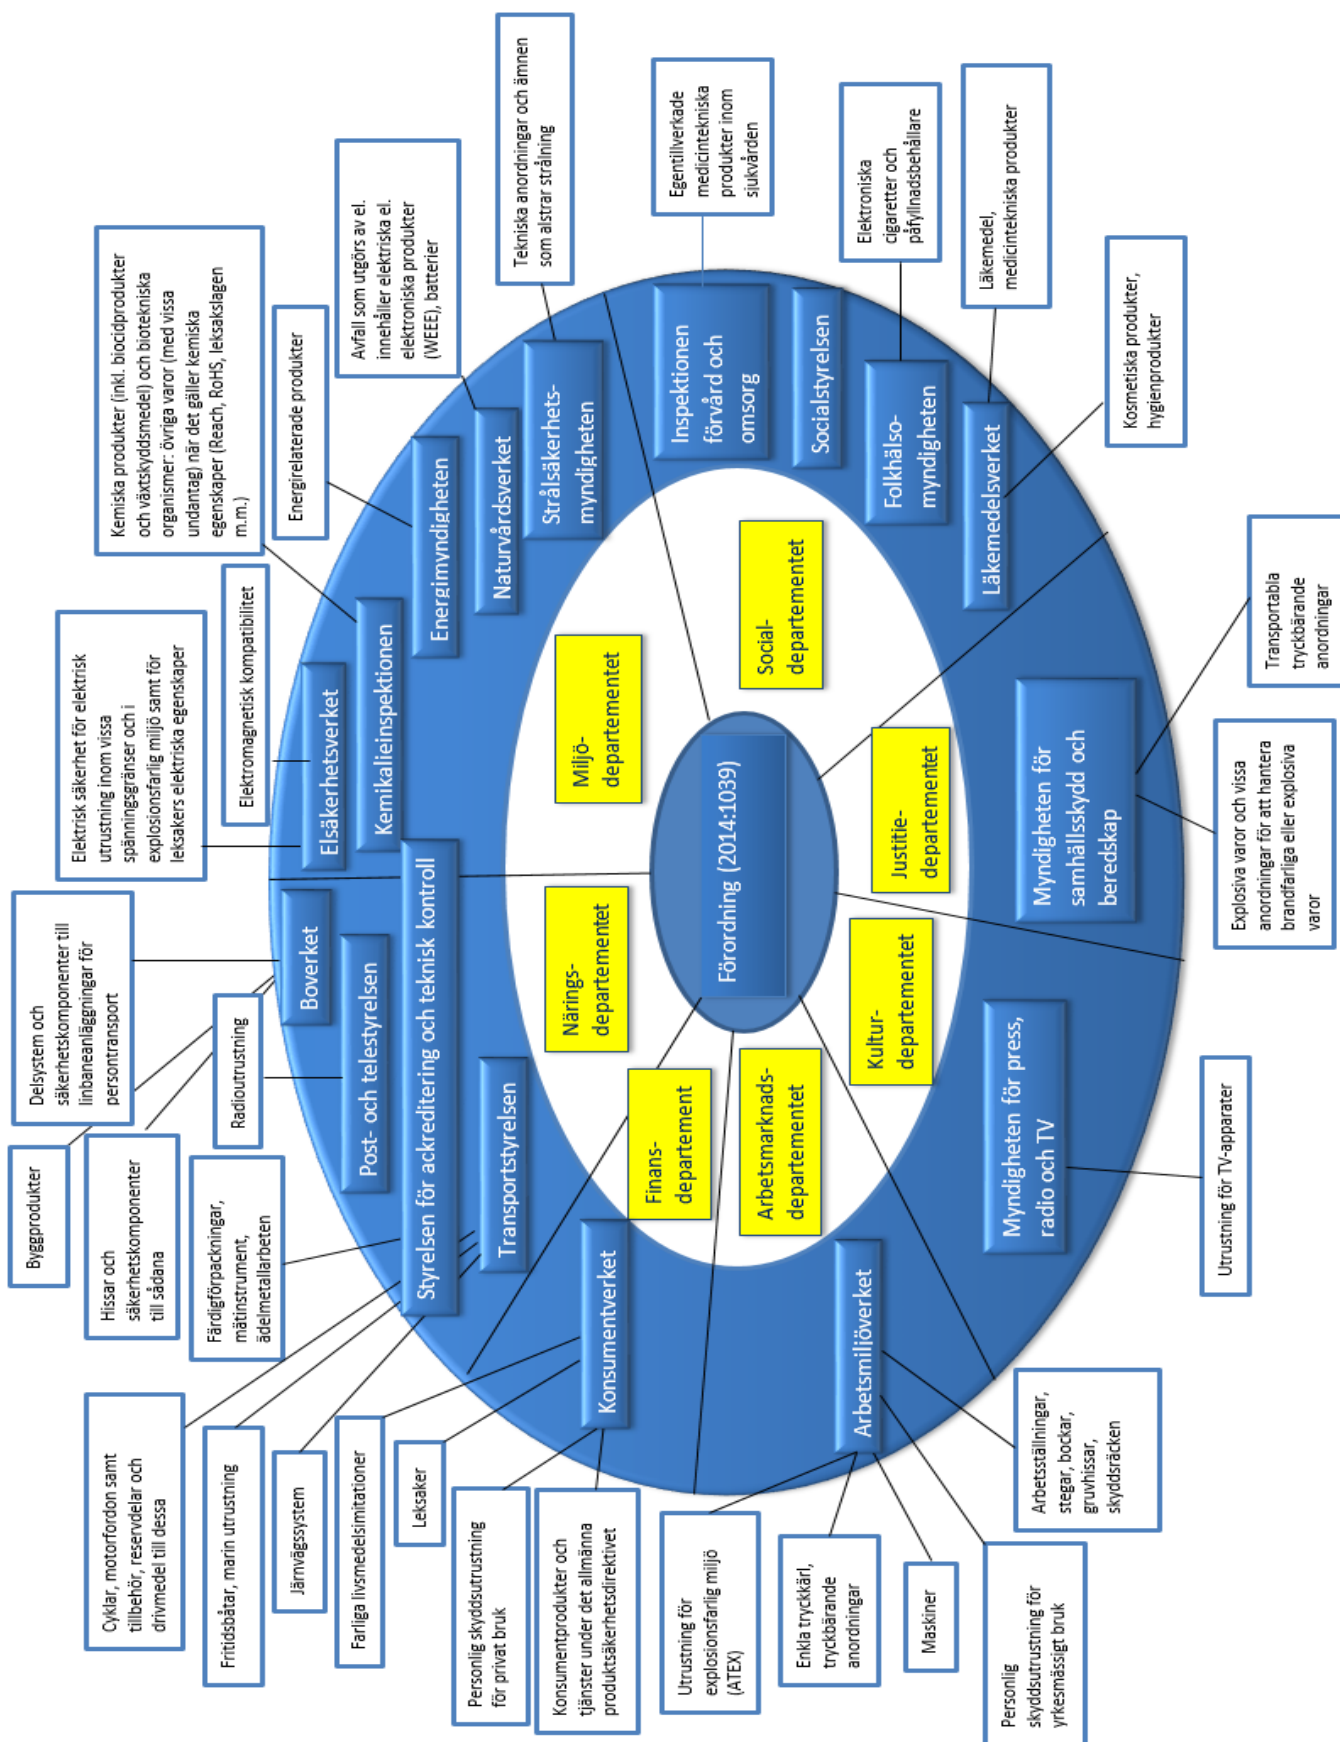 Byggprodukter
Delsystem och
säkerhetskomponenter till
linbaneanläggningar för
persontransport
Hissar och
säkerhetskomponenter
till sådana
Radioutrustning
Färdigförpackningar,
mätinstrument,
ädelmetallarbeten
Cyklar, motorfordon samt
tillbehör, reservdelar och
drivmedel till dessa
Fritidsbåtar, marin utrustning
Järnvägssystem
Farliga livsmedelsimitationer
Leksaker
Personlig skyddsutrustning
för privat bruk
Konsumentprodukter och
tjänster under det allmänna
produktsäkerhetsdirektivet
Utrustning för
explosionsfarlig miljö
(ATEX)
Enkla tryckkärl,
tryckbärande
anordningar
Maskiner
Personlig
skyddsutrustning för
yrkesmässigt bruk
Arbetsställningar,
stegar, bockar,
gruvhissar,
skyddsräcken
Utrustning för TV-apparater
Explosiva varor och vissa
anordningar för att hantera
brandfarliga eller explosiva
varor
Transportabla
tryckbärande
anordningar
Kosmetiska produkter,
hygienprodukter
Läkemedel,
medicintekniska produkter
Elektroniska
cigaretter och
påfyllnadsbehållare
Egentillverkade
medicintekniska
produkter inom
sjukvården
Tekniska anordningar och ämnen
som alstrar strålning
Avfall som utgörs av el.
innehåller elektriska el.
elektroniska produkter
(WEEE), batterier
Energirelaterade produkter
Kemiska produkter (inkl. biocidprodukter
och växtskyddsmedel) och biotekniska
organismer: övriga varor (med vissa
undantag) när det gäller kemiska
egenskaper (Reach, RoHS, leksakslagen
m.m.)
Elektromagnetisk kompatibilitet
Elektrisk säkerhet för elektrisk
utrustning inom vissa
spänningsgränser och i
explosionsfarlig miljö samt för
leksakers elektriska egenskaper
Boverket
Post- och telestyrelsen
Styrelsen för ackreditering och teknisk kontroll
Transportstyrelsen
Konsumentverket
Arbetsmiljöverket
Myndigheten för press,
radio och TV
Myndigheten för
samhällsskydd och
beredskap
Läkemedelsverket
Folkhälso-
myndigheten
Socialstyrelsen
Inspektionen
förvård och
omsorg
Strålsäkerhets-
myndigheten
Naturvårdsverket
Energimyndigheten
Kemikalieinspektionen
Elsäkerhetsverket
Närings-
departementet
Miljö-
departementet
Finans-
departement
Arbetsmarknads-
departementet
Kultur-
departementet
Justitie-
departementet
Social-
departementet
Förordning (2014:1039)